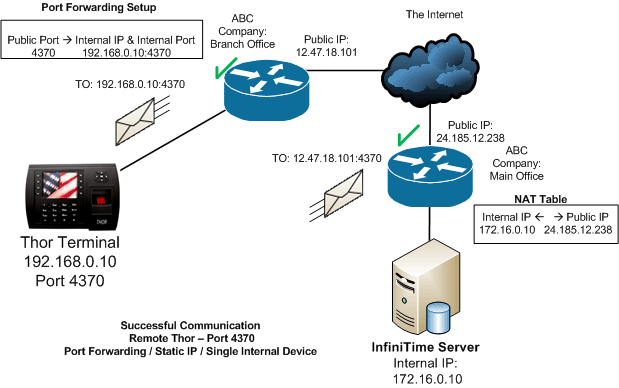 Port Forwarding Setup
Public Port → Internal IP & Internal Port
4370 192.168.0.10:4370
ABC
Company:
Branch Office
The Internet
Public IP:
12.47.18.101
TO: 192.168.0.10:4370
Public IP:
24.185.12.238
ABC
Company:
Main Office
TO: 12.47.18.101:4370
NAT Table
Internal IP ← → Public IP
172.16.0.10 24.185.12.238
THOR
Thor Terminal
192.168.0.10
Port 4370
Successful Communication
Remote Thor – Port 4370
Port Forwarding / Static IP / Single Internal Device
InfiniTime Server
Internal IP:
172.16.0.10